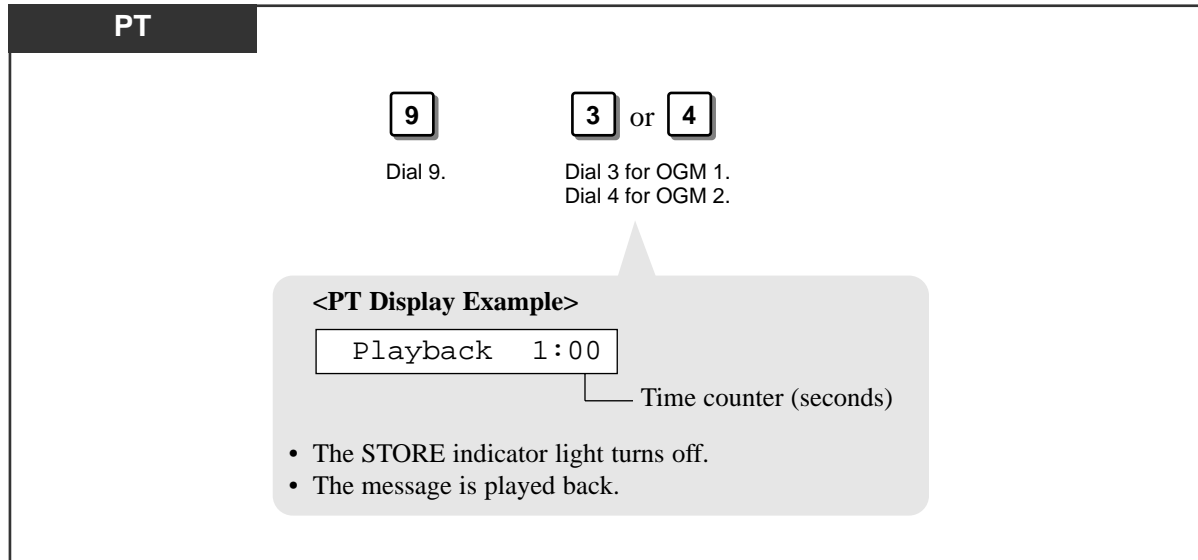 PT
9 3 or 4
Dial 9. Dial 3 for OGM 1.
Dial 4 for OGM 2.
<PT Display Example>
Playback 1:00
Time counter (seconds)
• The STORE indicator light turns off.
• The message is played back.